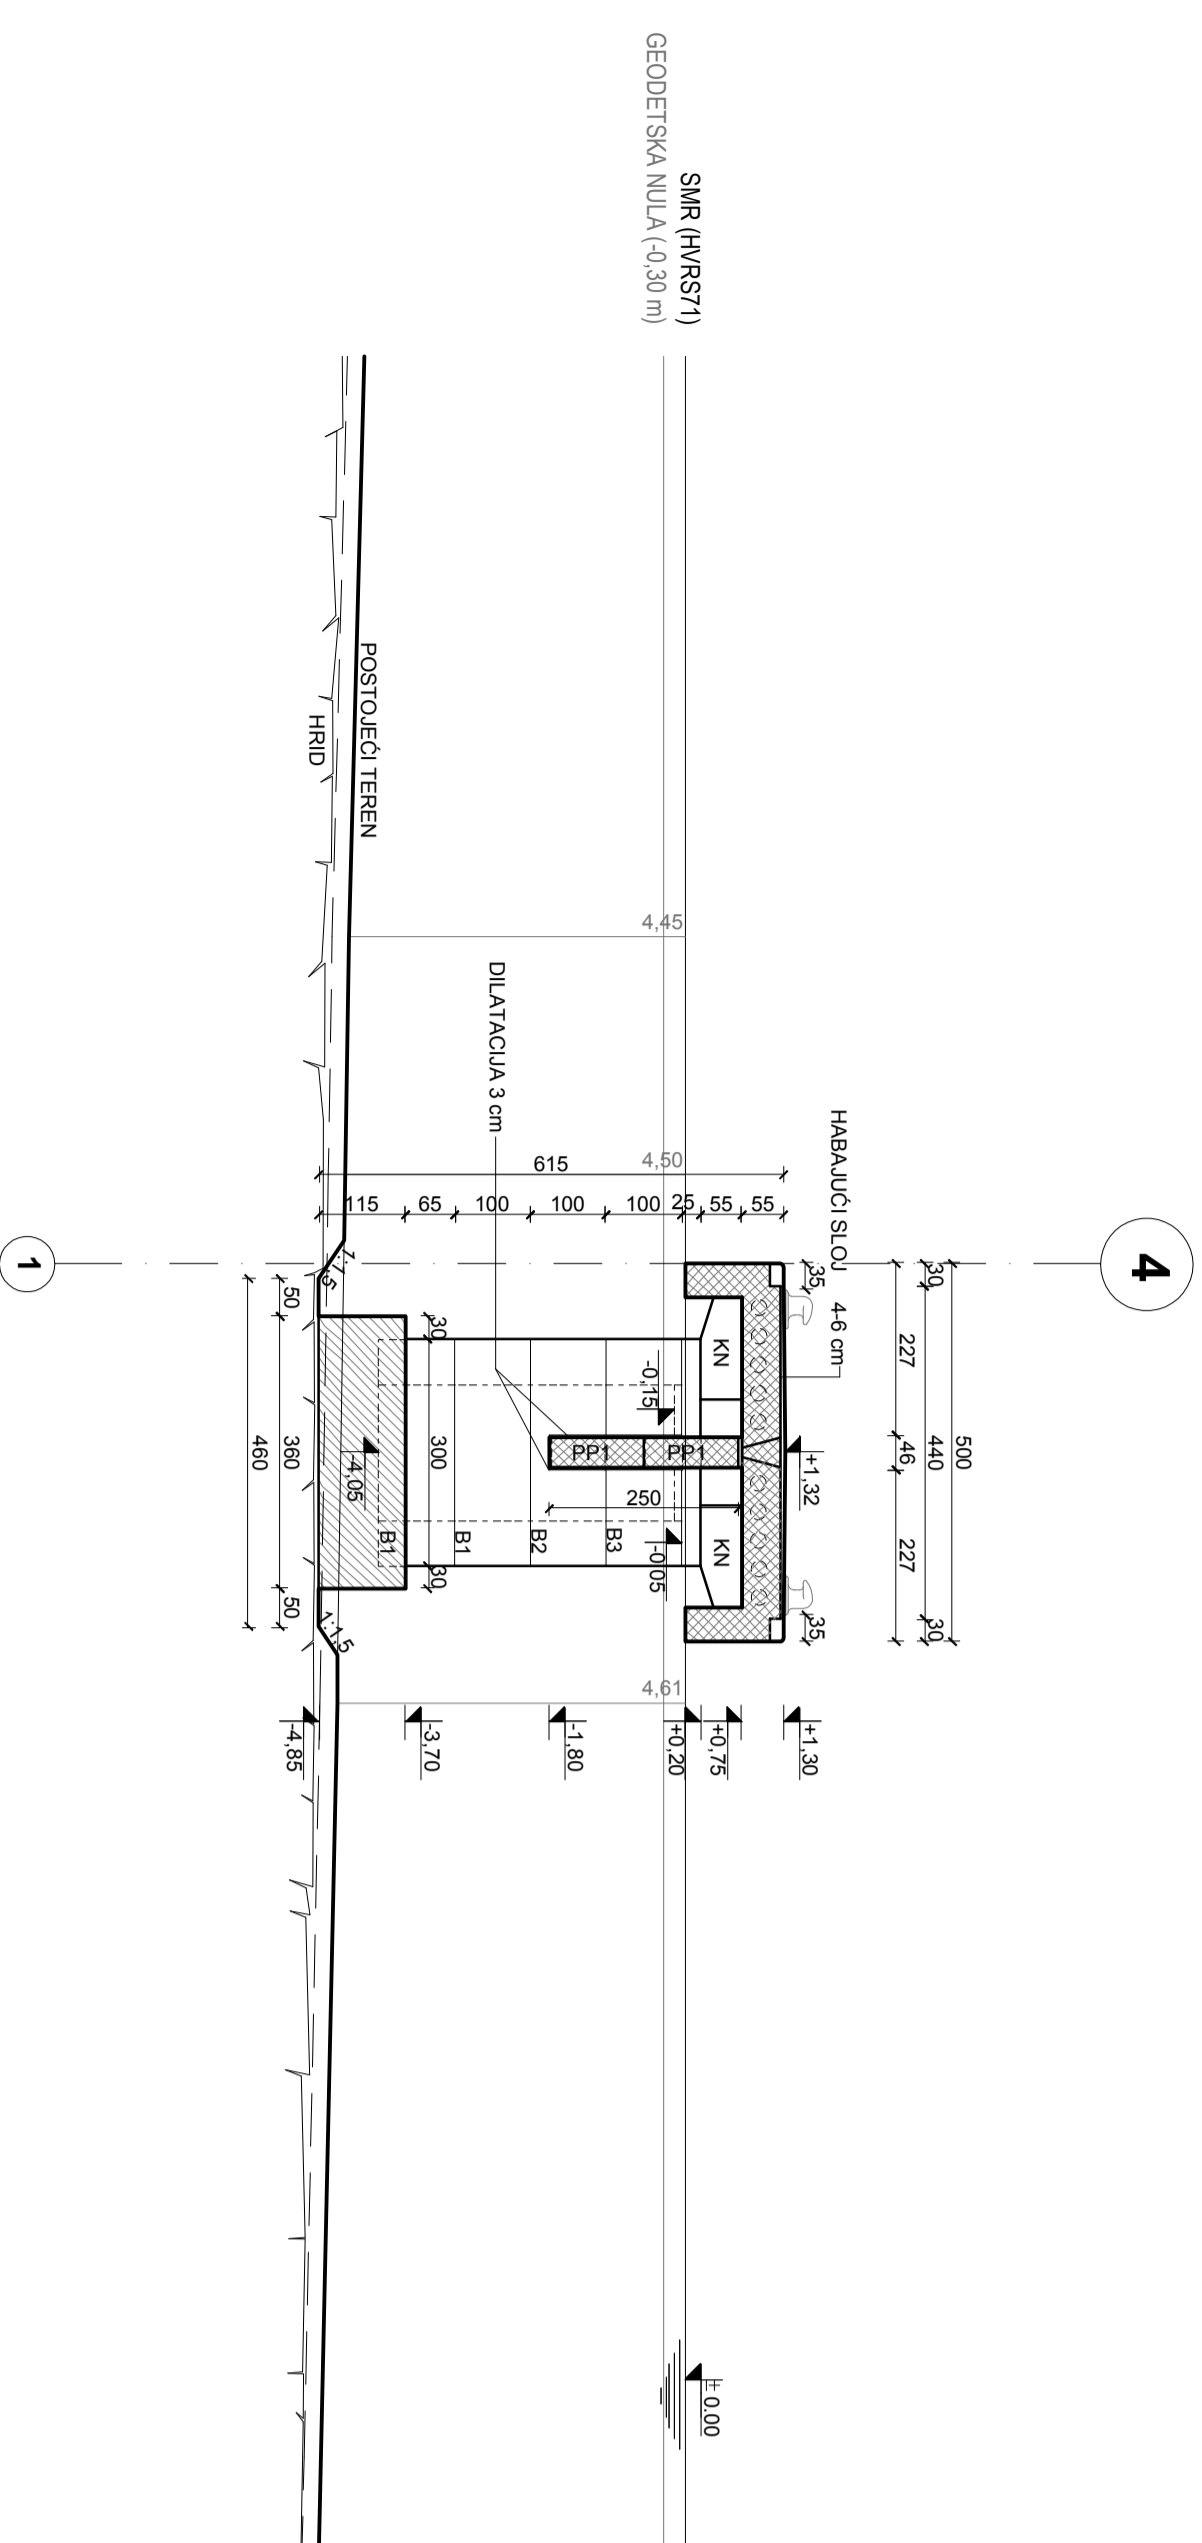 4
500
30 440 30
227 46 227
35 35
HABAJUĆI SLOJ 4-6 cm
+1,32
+1,30
+0,75
+0,20
-1,80
-3,70
-4,85
SMR (HVRS71)
GEODETSKA NULA (-0,30 m)
± 0.00
4,45
4,50
4,61
615
55
55
25
100
100
100
65
115
KN KN
-0,15
-0,05
PP1
PP1
250
B3
B2
B1
B1
DILATACIJA 3 cm
30 300 30
-4,05
1:1,5 1:1,5
POSTOJEĆI TEREN
HRID
50 360 50
460
1